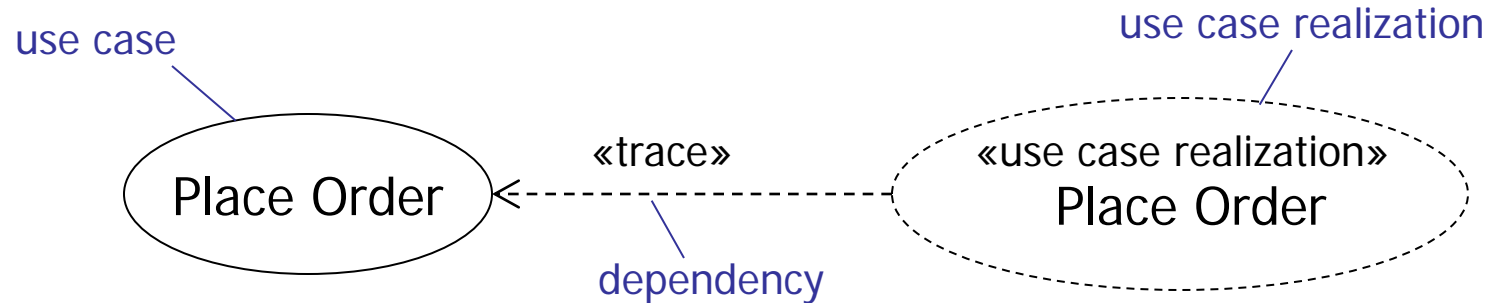 use case
use case realization
«trace»
«use case realization»
Place Order
Place Order
dependency